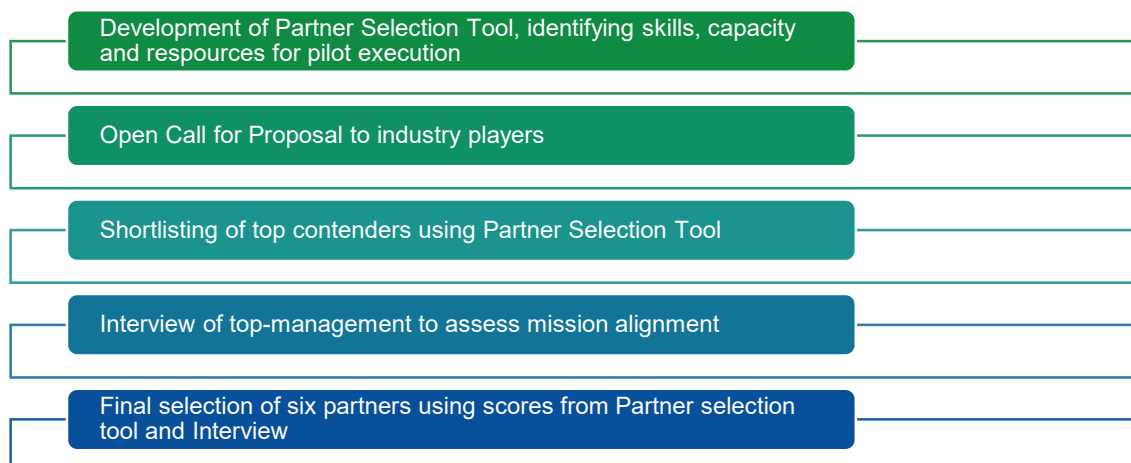 Development of Partner Selection Tool, identifying skills, capacity
and respources for pilot execution
Open Call for Proposal to industry players
Shortlisting of top contenders using Partner Selection Tool
Interview of top-management to assess mission alignment
Final selection of six partners using scores from Partner selection
tool and Interview